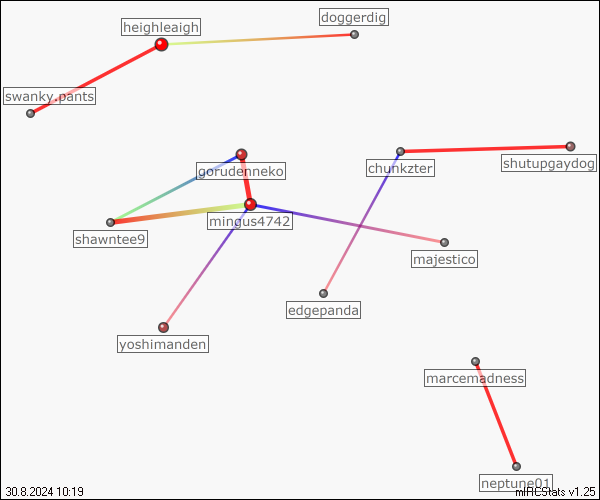 doggerdig
heighleaigh
swanky.pants
gorudenneko
chunkzter
shutupgaydog
mingus4742
shawntee9
majestico
edgepanda
yoshimanden
marcemadness
neptune01
30.8.2024 10:19
mIRCStats v1.25